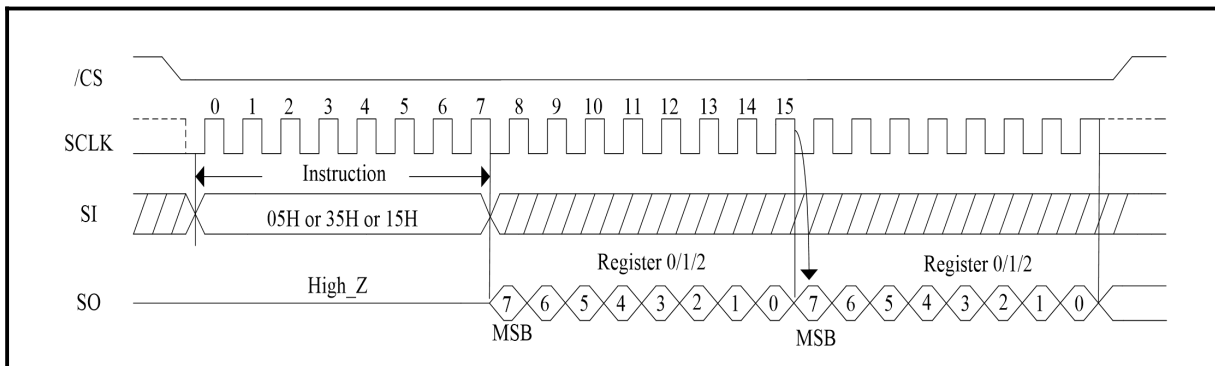 /CS
0 1 2 3 4 5 6 7 8 9 10 11 12 13 14 15
SCLK
Instruction
SI
05H or 35H or 15H
Register 0/1/2 Register 0/1/2
High_Z
SO
7 6 5 4 3 2 1 0 7 6 5 4 3 2 1 0
MSB MSB